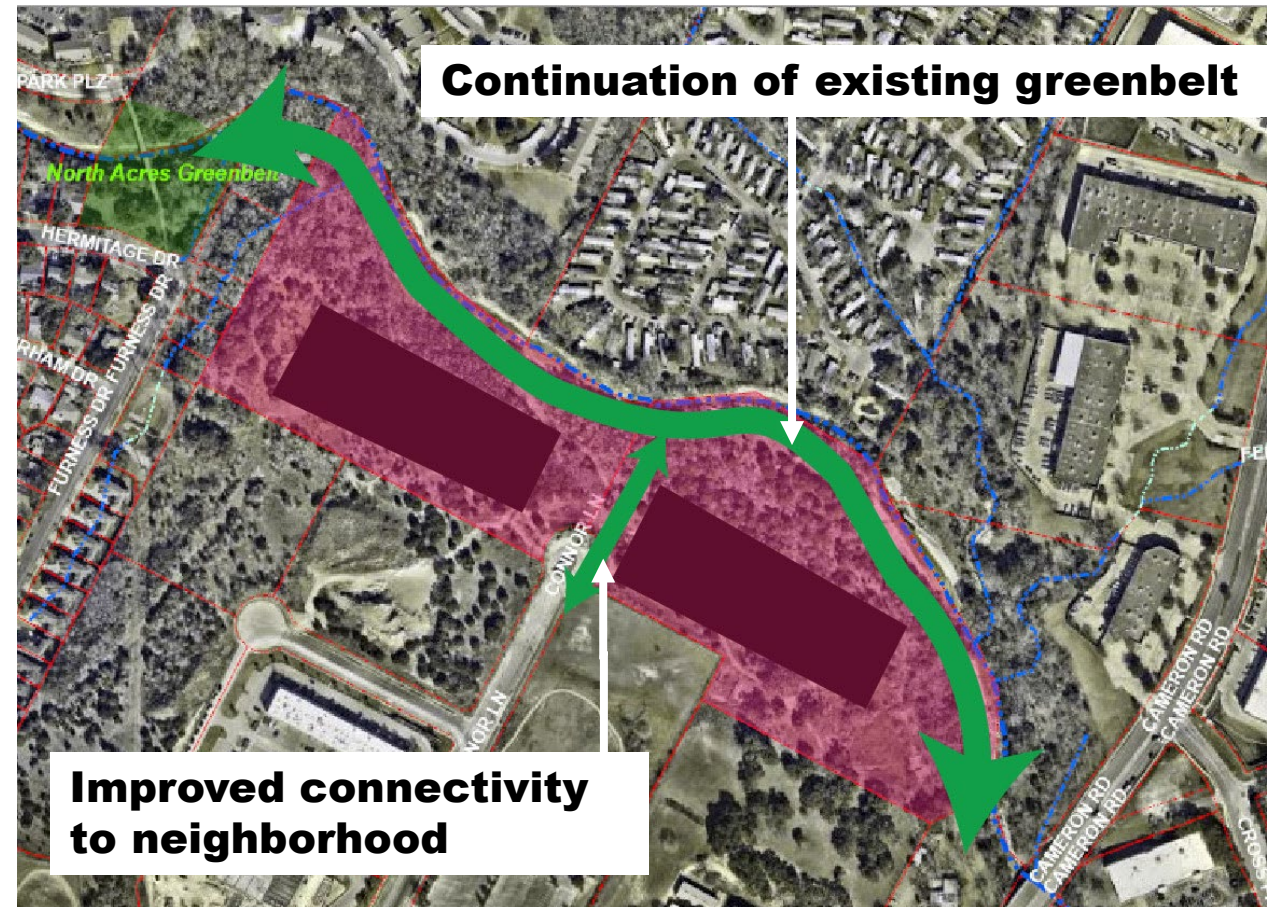 Continuation of existing greenbelt
PARK PLZ
North Acres Greenbelt
HERMITAGE DR
FURNESS DR
FURNESS DR
CONNOR LN
CAMERON RD
CAMERON RD
Improved connectivity
to neighborhood
CAMERON RD
CAMERON RD